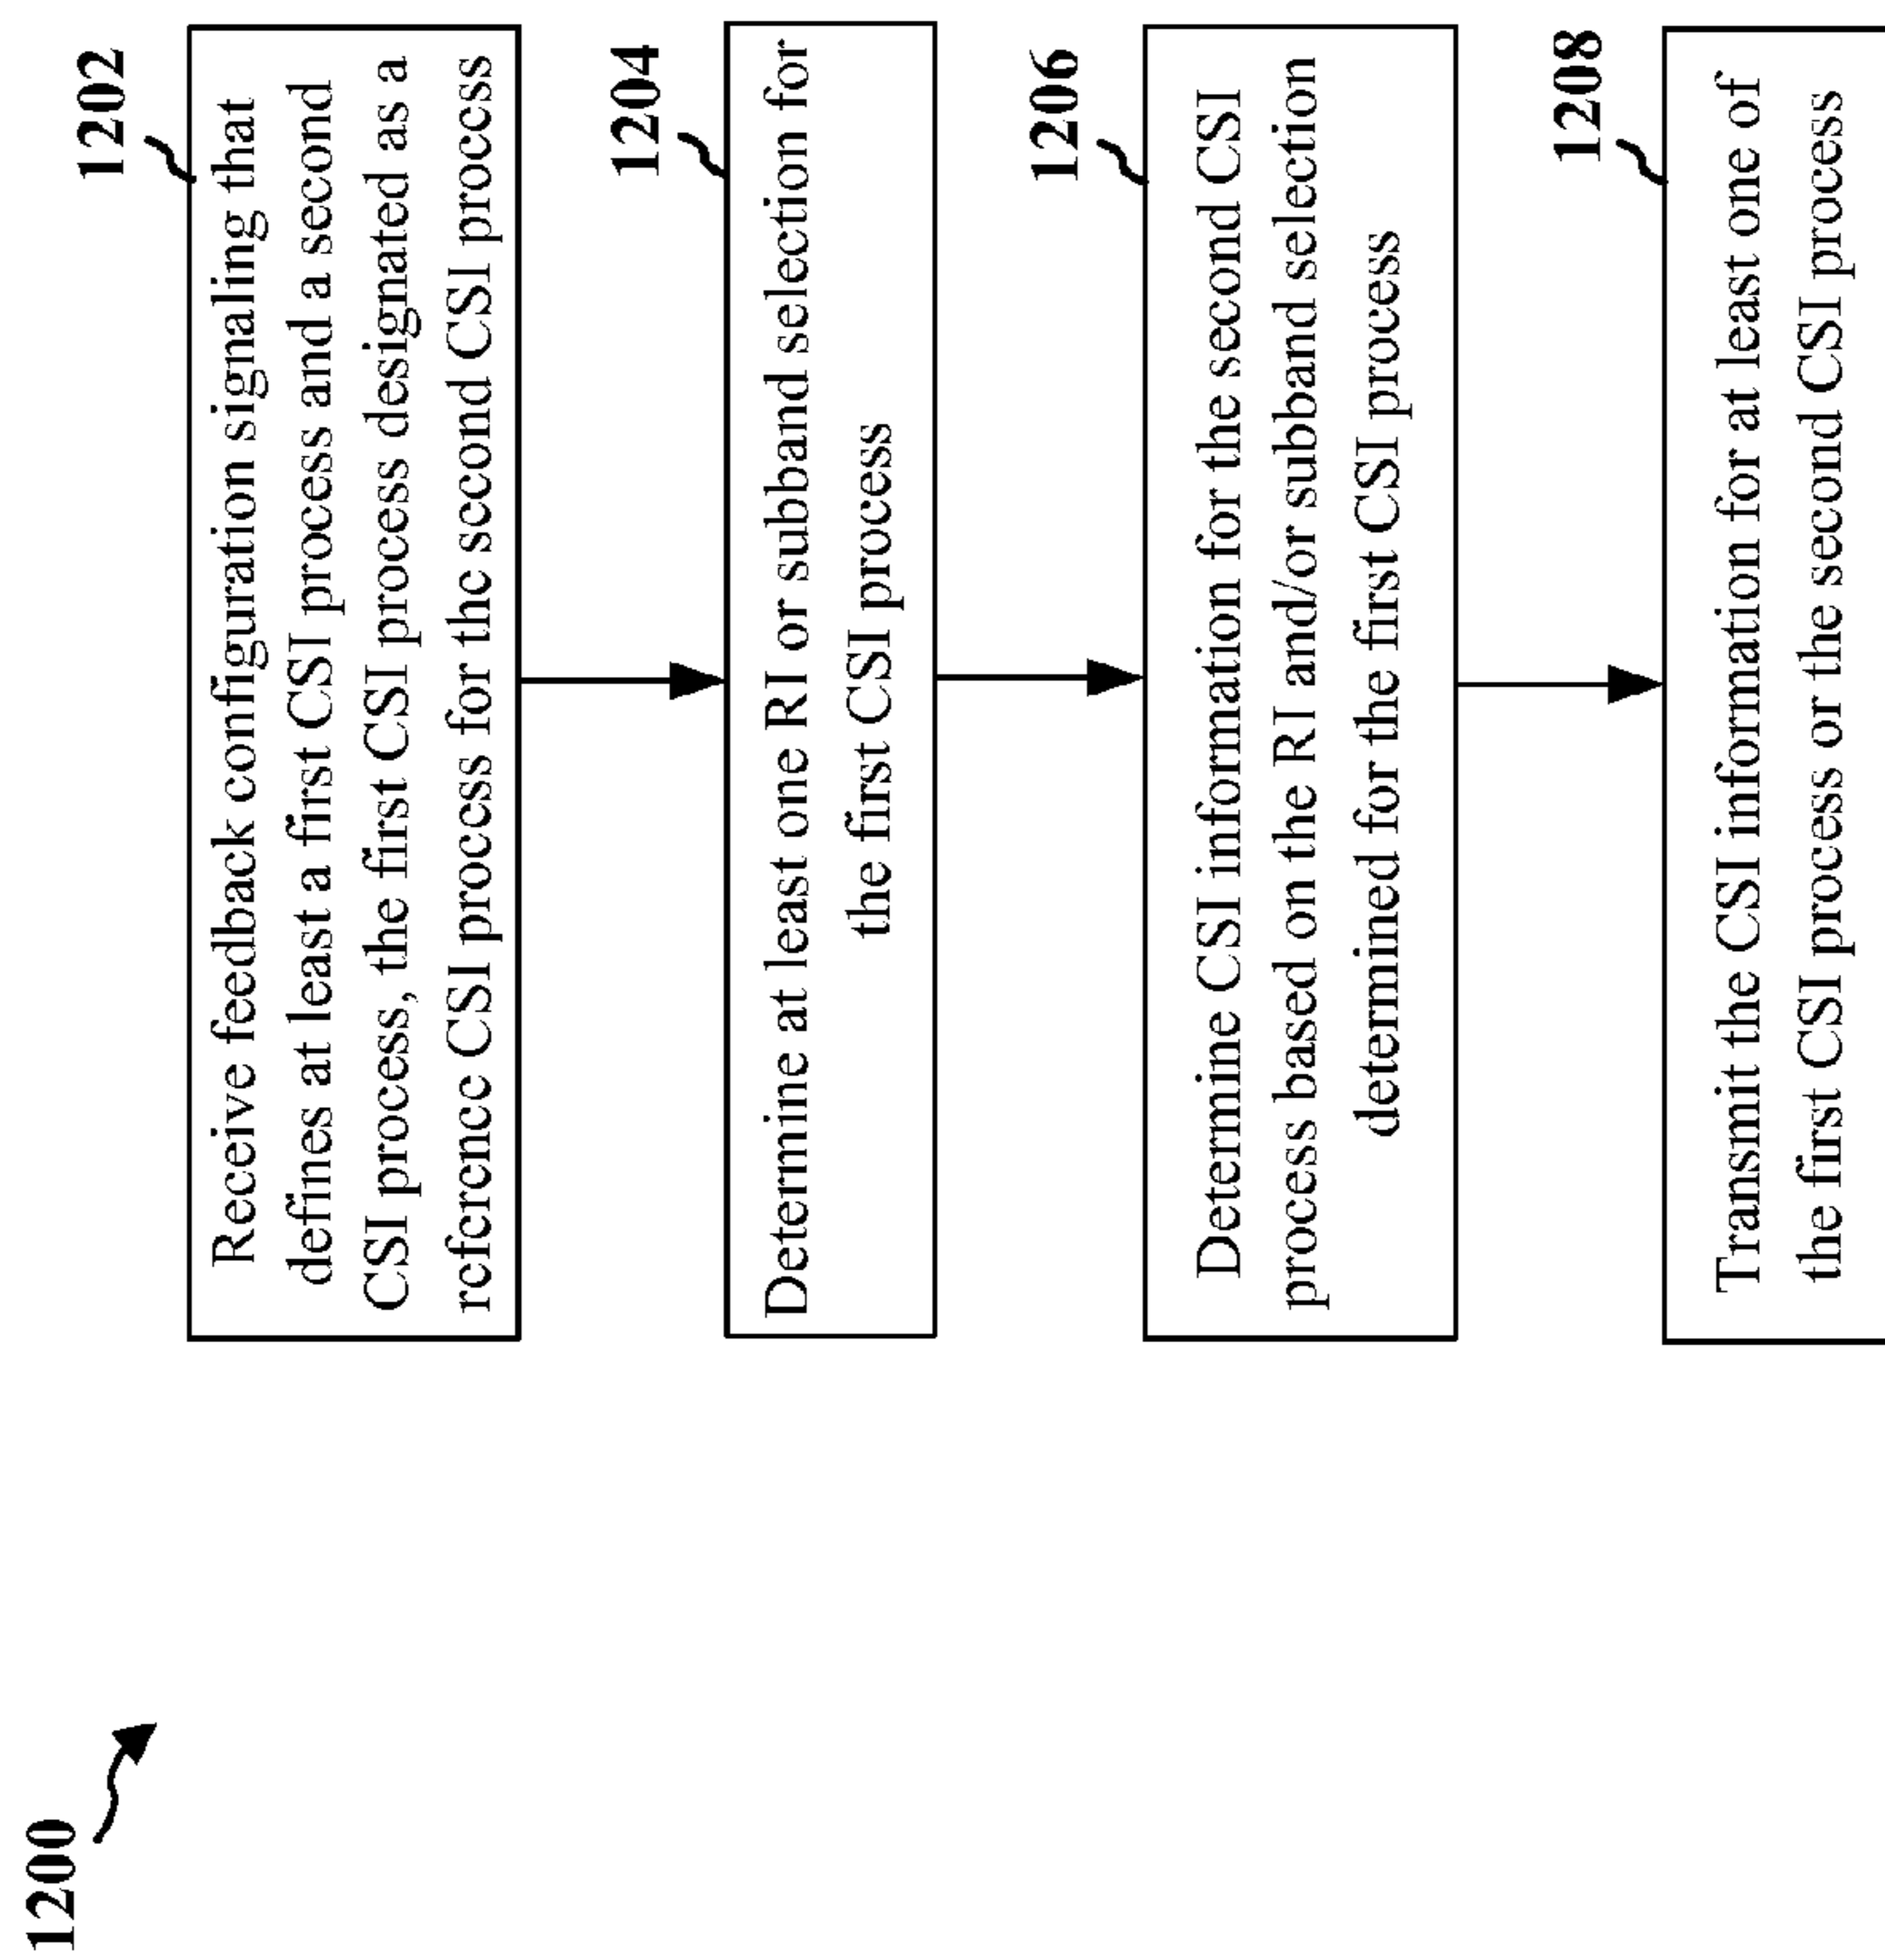 1200
1202
Receive feedback configuration signaling that
defines at least a first CSI process and a second
CSI process, the first CSI process designated as a
reference CSI process for the second CSI process
1204
Determine at least one RI or subband selection for
the first CSI process
1206
Determine CSI information for the second CSI
process based on the RI and/or subband selection
determined for the first CSI process
1208
Transmit the CSI information for at least one of
the first CSI process or the second CSI process